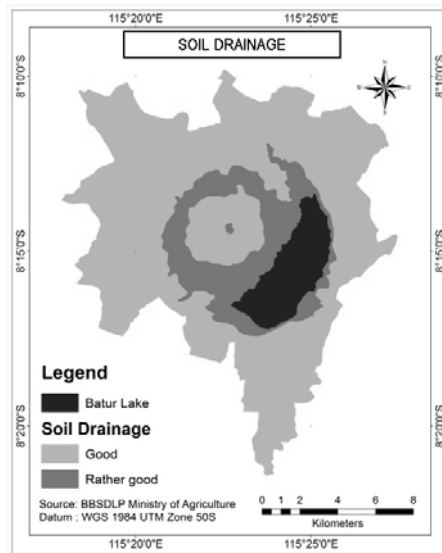 115°20'0"E 115°25'0"E
SOIL DRAINAGE
N
W E
S
8°10'0"S 8°10'0"S
8°15'0"S 8°15'0"S
8°20'0"S 8°20'0"S
Legend
Batur Lake
Soil Drainage
Good
Rather good
Source: BBSDLP Ministry of Agriculture
Datum : WGS 1984 UTM Zone 50S
0 1 2 4 6 8
Kilometers
115°20'0"E 115°25'0"E